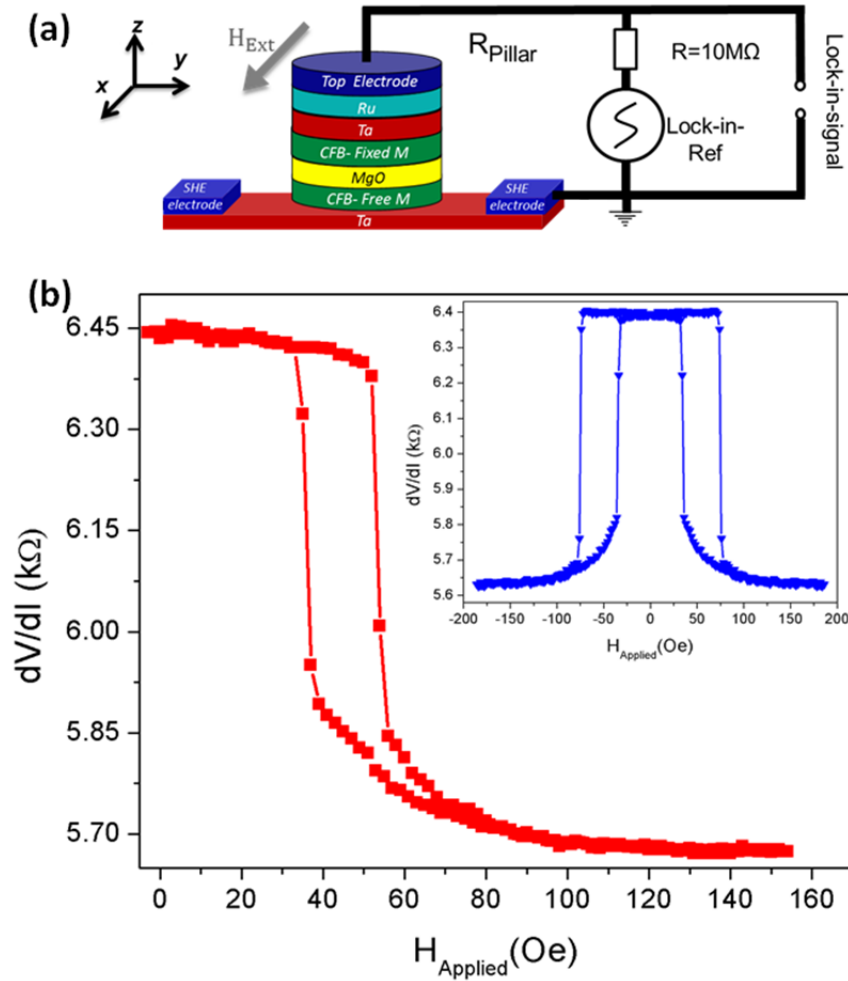 (a)
z
y
x
H_Ext
Top Electrode
Ru
Ta
CFB- Fixed M
MgO
CFB- Free M
Ta
SHE
electrode
SHE
electrode
R_Pillar
R=10MΩ
Lock-in-
Ref
Lock-in-signal
(b)
dV/dI (kΩ)
6.45
6.30
6.15
6.00
5.85
5.70
0 20 40 60 80 100 120 140 160
H_Applied(Oe)
dV/dI (kΩ)
6.4
6.3
6.2
6.1
6.0
5.9
5.8
5.7
5.6
-200 -150 -100 -50 0 50 100 150 200
H_Applied(Oe)